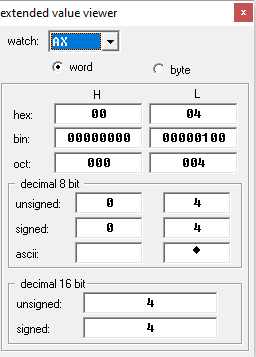 extended value viewer x
watch: AX
word byte
H L
hex: 00 04
bin: 00000000 00000100
oct: 000 004
decimal 8 bit
unsigned: 0 4
signed: 0 4
ascii: ♦
decimal 16 bit
unsigned: 4
signed: 4